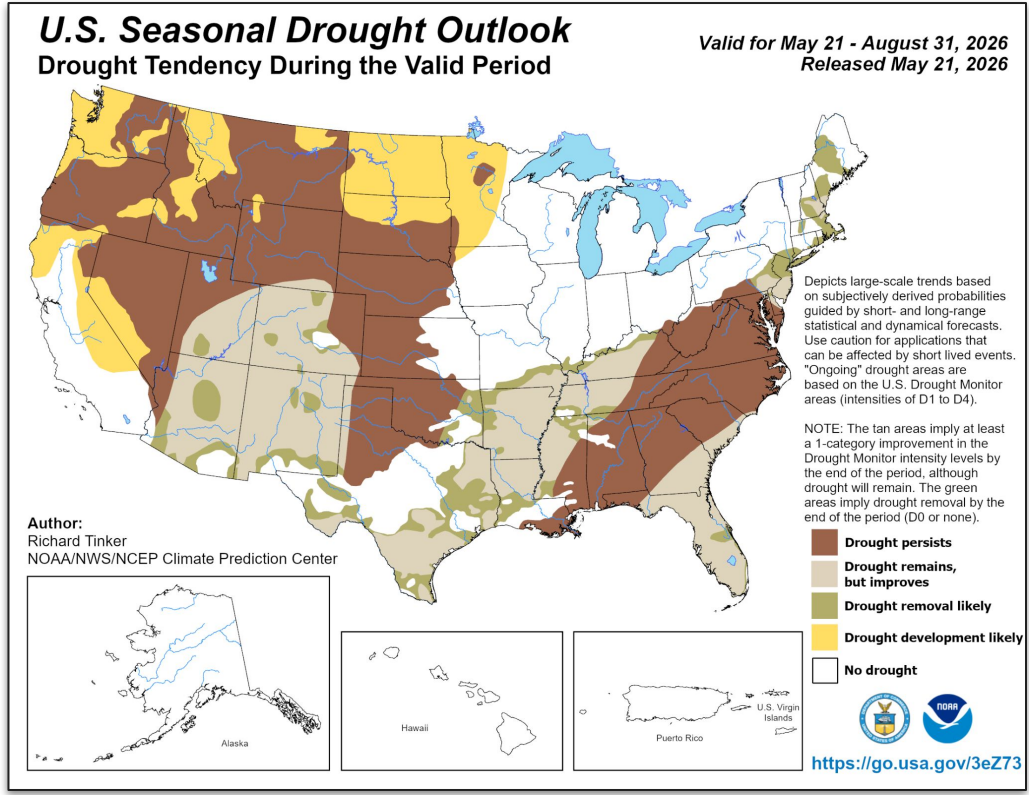 U.S. Seasonal Drought Outlook
Drought Tendency During the Valid Period
Valid for May 21 - August 31, 2026
Released May 21, 2026
Depicts large-scale trends based
on subjectively derived probabilities
guided by short- and long-range
statistical and dynamical forecasts.
Use caution for applications that
can be affected by short lived events.
"Ongoing" drought areas are
based on the U.S. Drought Monitor
areas (intensities of D1 to D4).
NOTE: The tan areas imply at least
a 1-category improvement in the
Drought Monitor intensity levels by
the end of the period, although
drought will remain. The green
areas imply drought removal by the
end of the period (D0 or none).
Author:
Richard Tinker
NOAA/NWS/NCEP Climate Prediction Center
Drought persists
Drought remains,
but improves
Drought removal likely
Drought development likely
No drought
Alaska
Hawaii
Puerto Rico
U.S. Virgin
Islands
NOAA
https://go.usa.gov/3eZ73